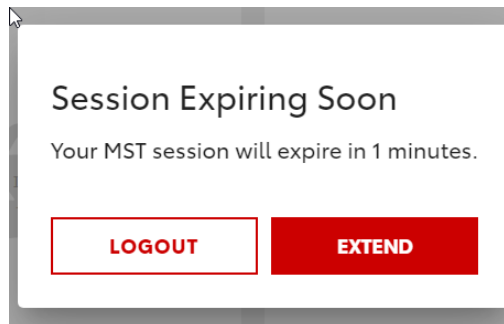 Session Expiring Soon
Your MST session will expire in 1 minutes.
LOGOUT
EXTEND